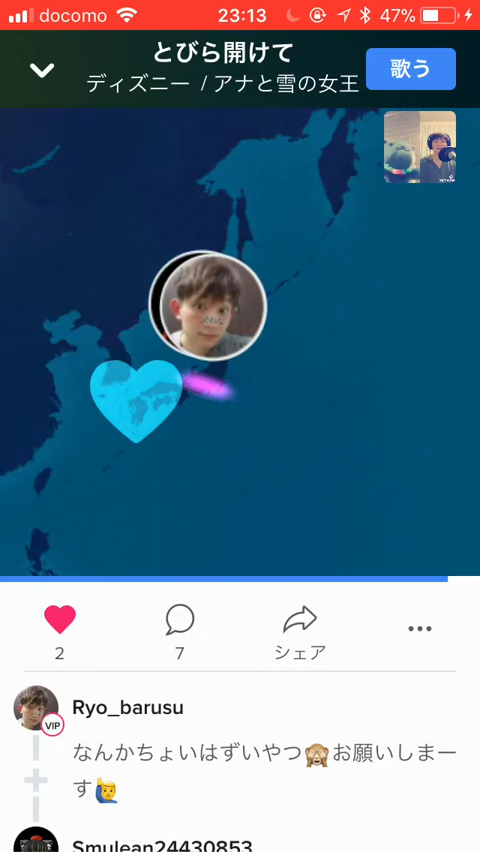 docomo 23:13 47%
とびら開けて
ディズニー / アナと雪の女王
歌う
2 7 シェア
Ryo_barusu
VIP
なんかちょいはずいやつ🙈お願いしまー
す🙋‍♂️
Smulean24430853